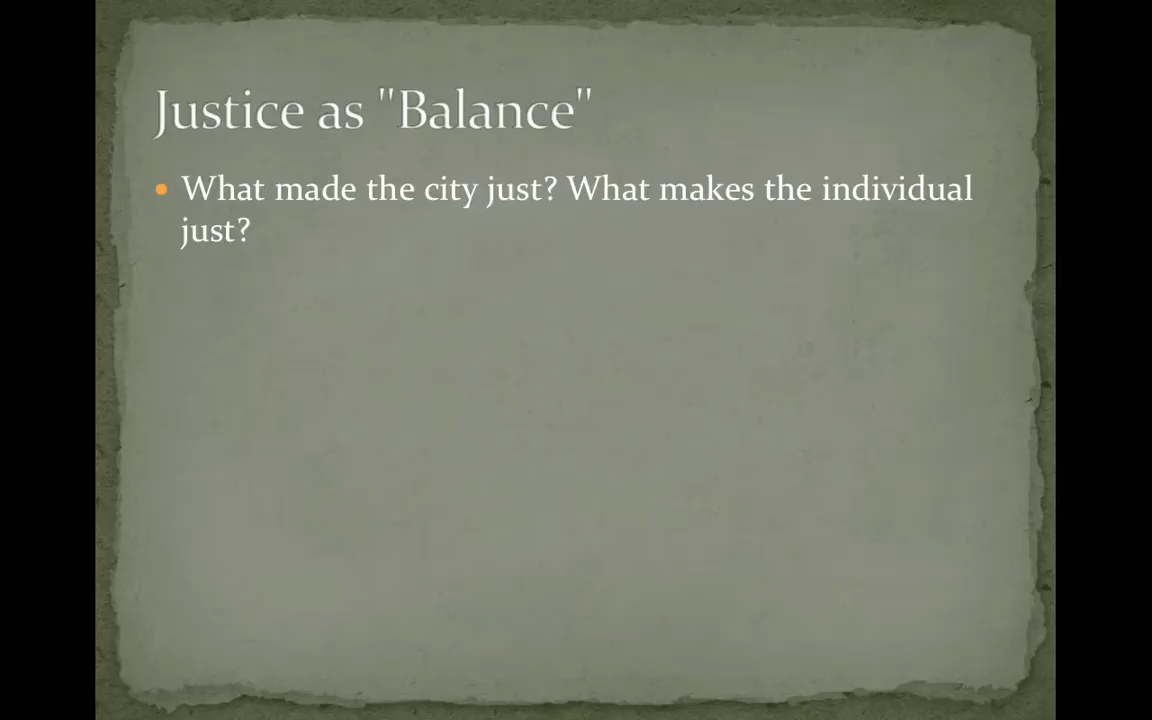 Justice as "Balance"
• What made the city just? What makes the individual
just?